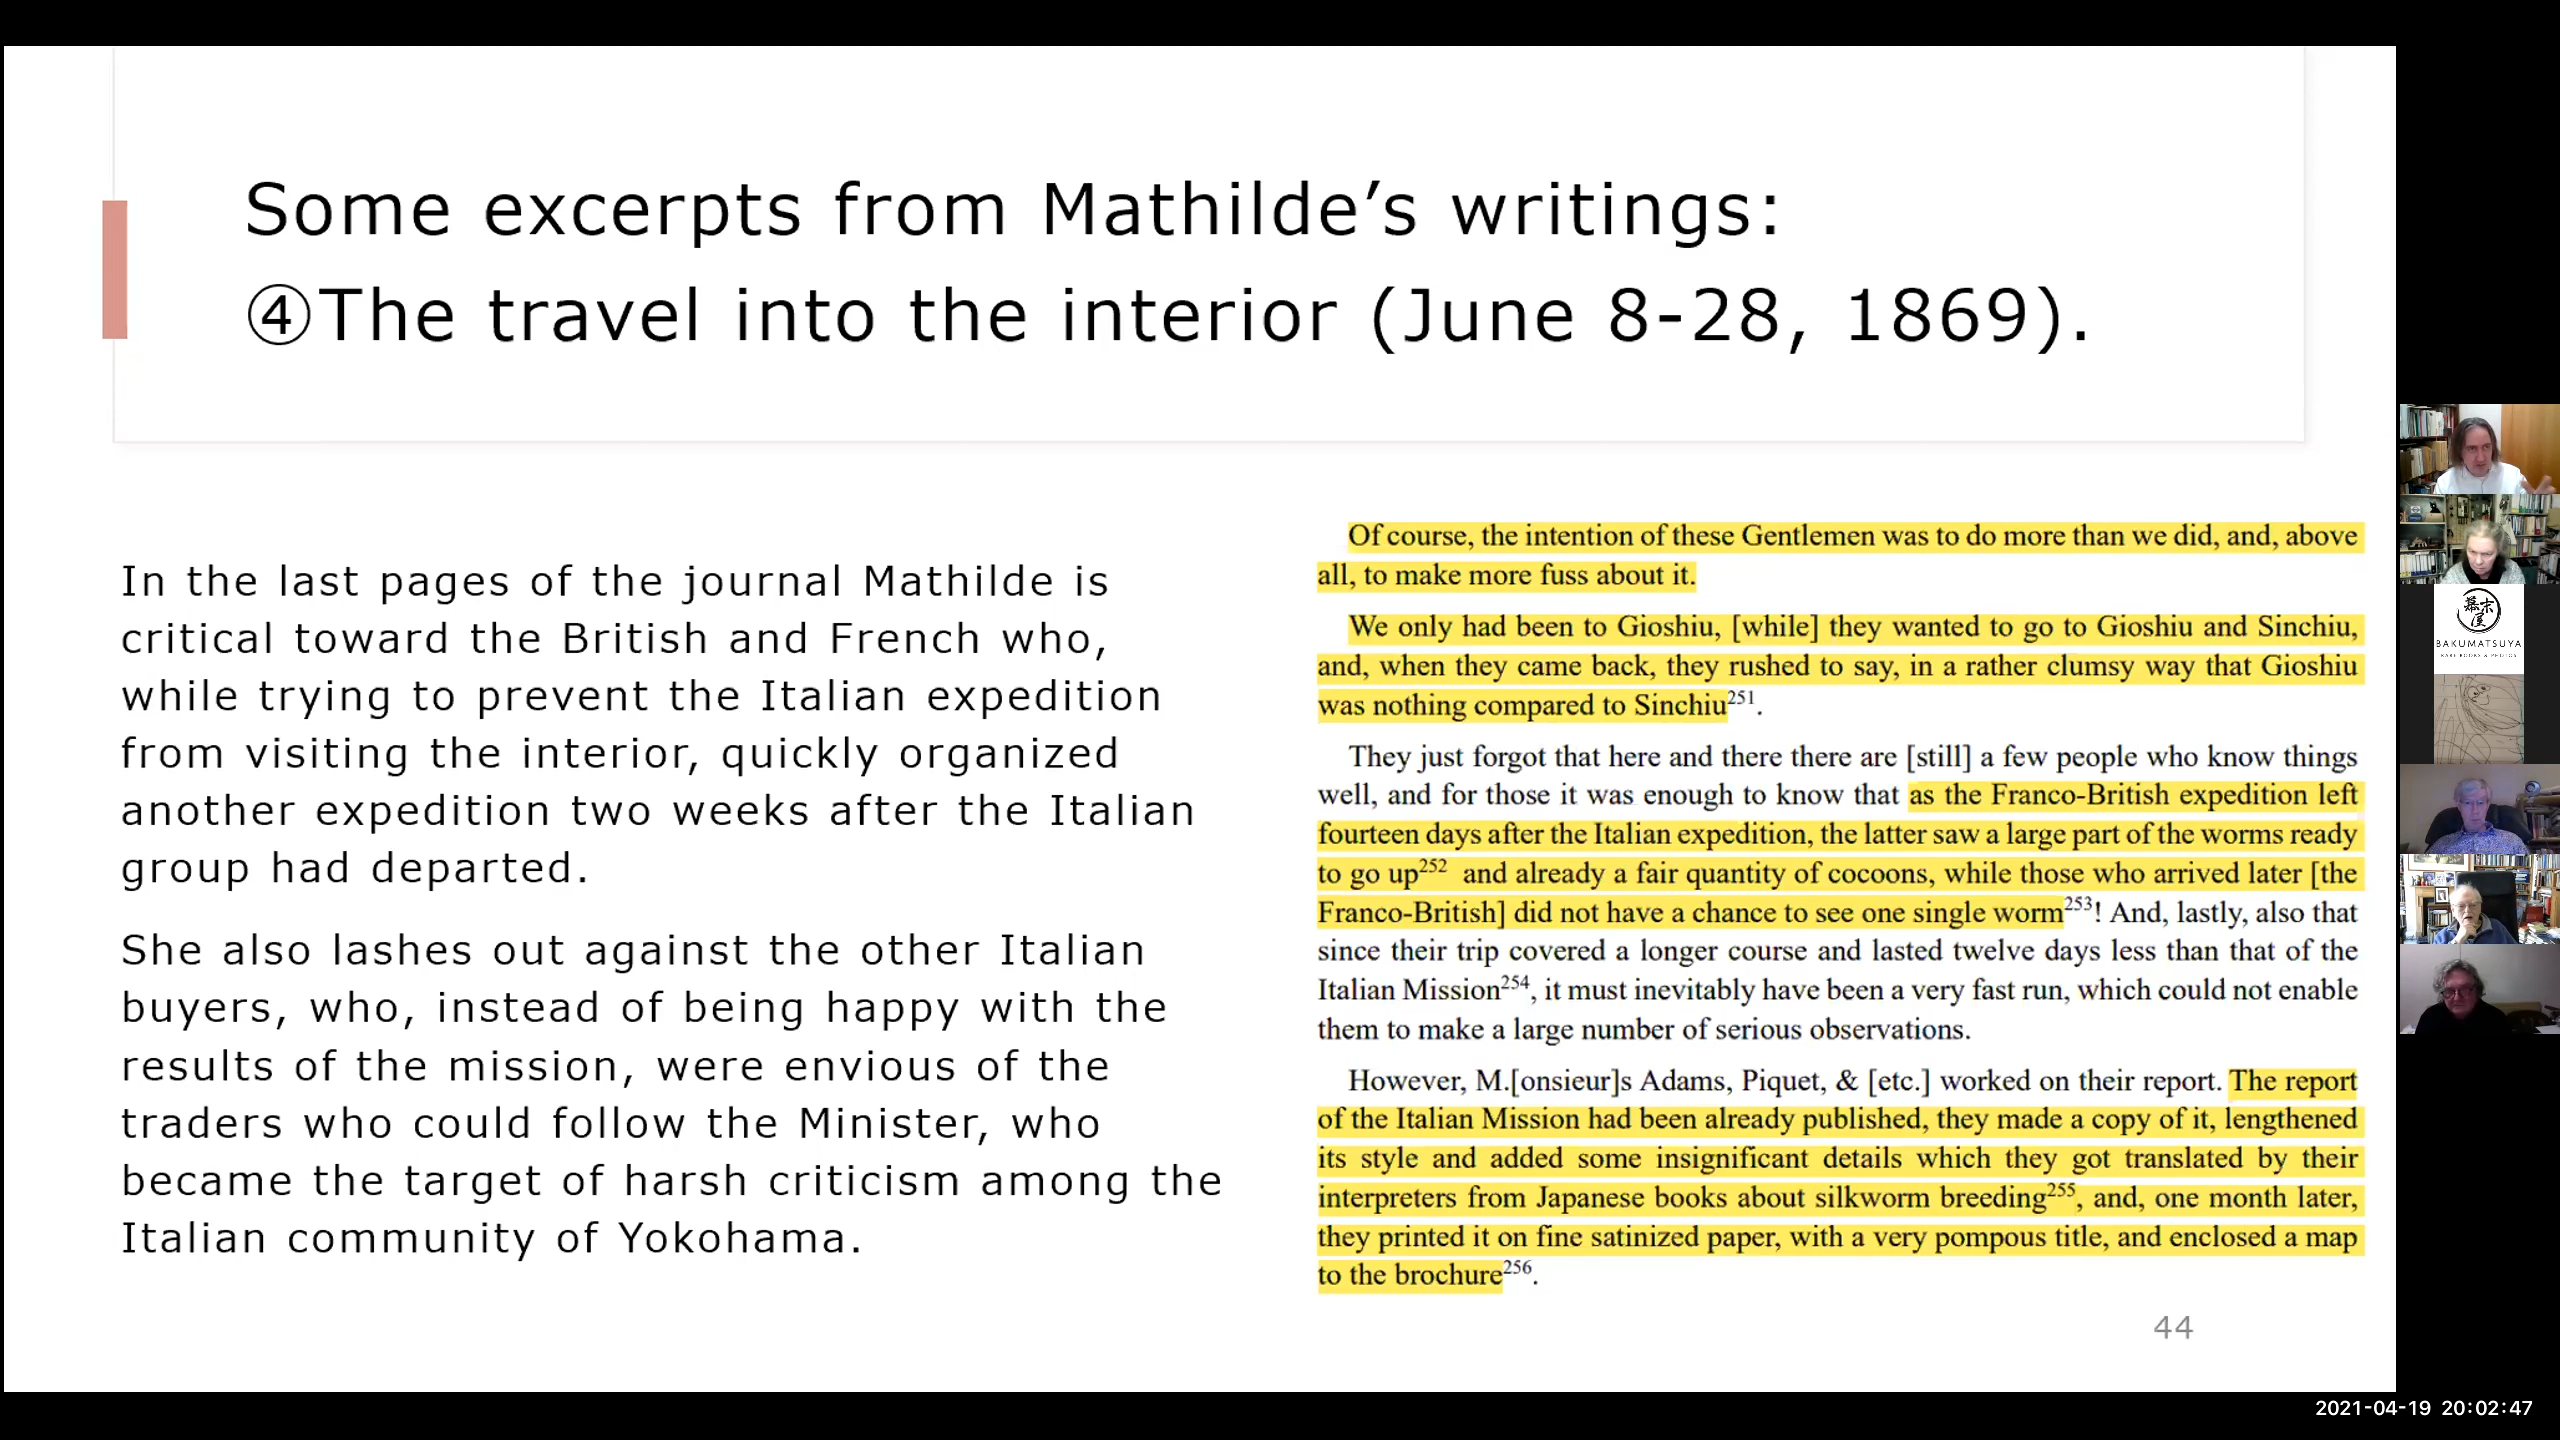 Some excerpts from Mathilde’s writings:
④The travel into the interior (June 8-28, 1869).
In the last pages of the journal Mathilde is
critical toward the British and French who,
while trying to prevent the Italian expedition
from visiting the interior, quickly organized
another expedition two weeks after the Italian
group had departed.
She also lashes out against the other Italian
buyers, who, instead of being happy with the
results of the mission, were envious of the
traders who could follow the Minister, who
became the target of harsh criticism among the
Italian community of Yokohama.
Of course, the intention of these Gentlemen was to do more than we did, and, above
all, to make more fuss about it.
We only had been to Gioshiu, [while] they wanted to go to Gioshiu and Sinchiu,
and, when they came back, they rushed to say, in a rather clumsy way that Gioshiu
was nothing compared to Sinchiu251.
They just forgot that here and there there are [still] a few people who know things
well, and for those it was enough to know that as the Franco-British expedition left
fourteen days after the Italian expedition, the latter saw a large part of the worms ready
to go up252 and already a fair quantity of cocoons, while those who arrived later [the
Franco-British] did not have a chance to see one single worm253! And, lastly, also that
since their trip covered a longer course and lasted twelve days less than that of the
Italian Mission254, it must inevitably have been a very fast run, which could not enable
them to make a large number of serious observations.
However, M.[onsieur]s Adams, Piquet, & [etc.] worked on their report. The report
of the Italian Mission had been already published, they made a copy of it, lengthened
its style and added some insignificant details which they got translated by their
interpreters from Japanese books about silkworm breeding255, and, one month later,
they printed it on fine satinized paper, with a very pompous title, and enclosed a map
to the brochure256.
44
幕末屋
BAKUMATSUYA
RARE BOOKS & PHOTOS
2021-04-19 20:02:47